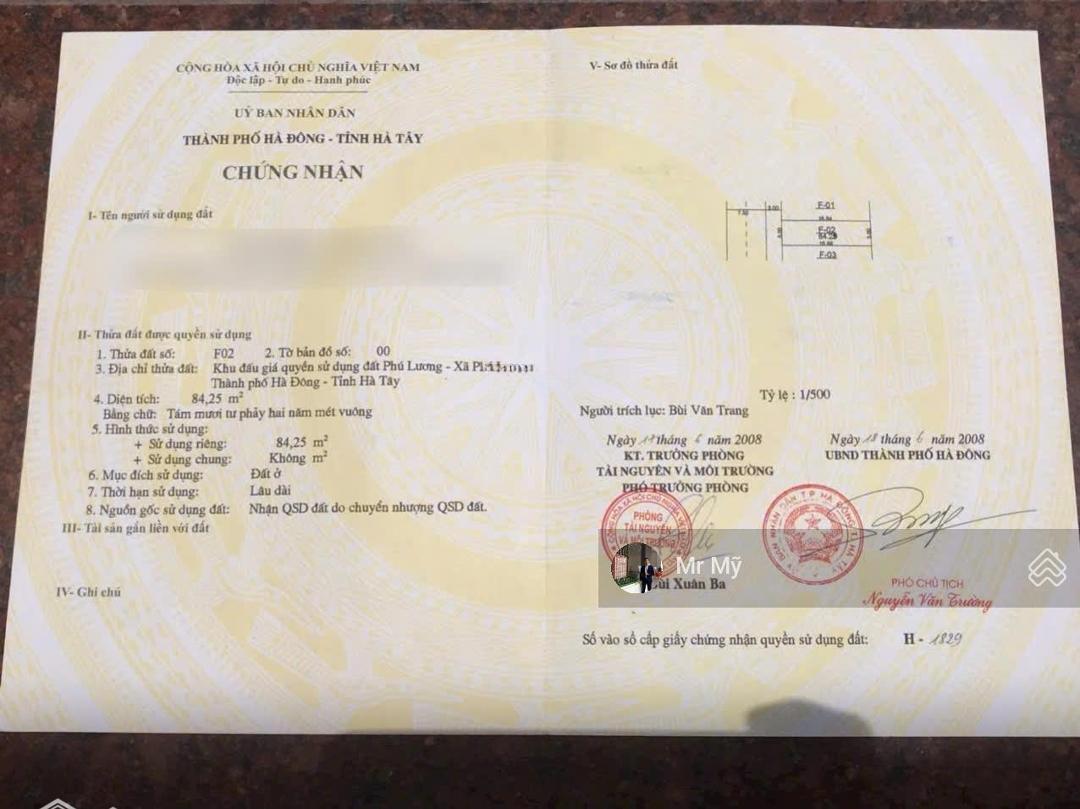 CỘNG HÒA XÃ HỘI CHỦ NGHĨA VIỆT NAM
Độc lập - Tự do - Hạnh phúc
UỶ BAN NHÂN DÂN
THÀNH PHỐ HÀ ĐÔNG - TỈNH HÀ TÂY
CHỨNG NHẬN
I- Tên người sử dụng đất
II- Thửa đất được quyền sử dụng
1. Thửa đất số: F02 2. Tờ bản đồ số: 00
3. Địa chỉ thửa đất: Khu đấu giá quyền sử dụng đất Phú Lương - Xã
Thành phố Hà Đông - Tỉnh Hà Tây
4. Diện tích: 84,25 m²
Bằng chữ: Tám mươi tư phảy hai năm mét vuông
5. Hình thức sử dụng:
+ Sử dụng riêng: 84,25 m²
+ Sử dụng chung: Không m²
6. Mục đích sử dụng: Đất ở
7. Thời hạn sử dụng: Lâu dài
8. Nguồn gốc sử dụng đất: Nhận QSD đất do chuyển nhượng QSD đất.
III- Tài sản gắn liền với đất
IV- Ghi chú
V- Sơ đồ thửa đất
F-01
F-02
84.25
F-03
Tỷ lệ : 1/500
Người trích lục: Bùi Văn Trang
Ngày tháng 6 năm 2008
KT. TRƯỞNG PHÒNG
TÀI NGUYÊN VÀ MÔI TRƯỜNG
PHÓ TRƯỞNG PHÒNG
PHÒNG
TÀI NGUYÊN
VÀ MÔI TRƯỜNG
Bùi Xuân Ba
Ngày 18 tháng 6 năm 2008
UBND THÀNH PHỐ HÀ ĐÔNG
PHÓ CHỦ TỊCH
Nguyễn Văn Trường
Mr Mỹ
Số vào sổ cấp giấy chứng nhận quyền sử dụng đất: H - 1829